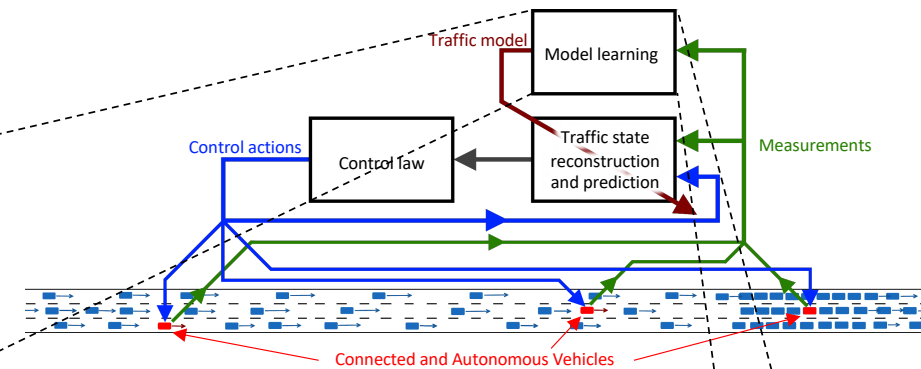 Traffic model
Model learning
Control actions
Control law
Traffic state
reconstruction
and prediction
Measurements
Connected and Autonomous Vehicles